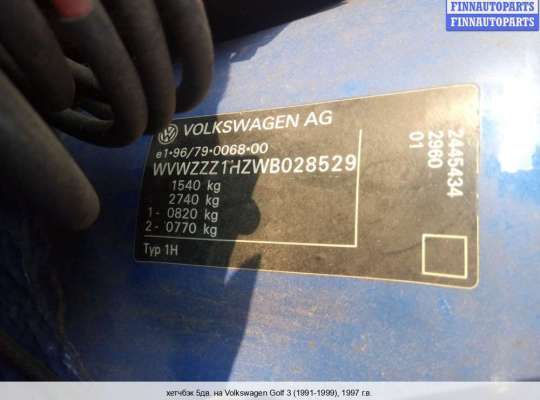 FINNAUTOPARTS
FINNAUTOPARTS
VOLKSWAGEN AG
e1*96/79*0068*00
WVWZZZ1HZWB028529
1540 kg
2740 kg
1- 0820 kg
2- 0770 kg
Typ 1H
2445434
2960
01
хетчбэк 5дв. на Volkswagen Golf 3 (1991-1999), 1997 г.в.